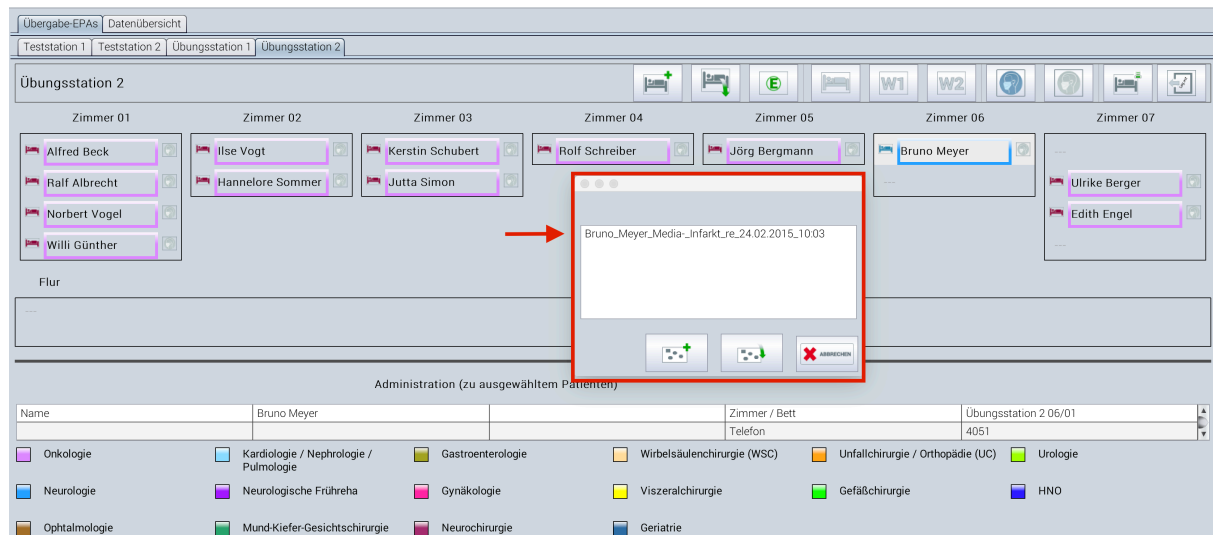 Übergabe-EPAs Datenübersicht
Teststation 1 Teststation 2 Übungsstation 1 Übungsstation 2
Übungsstation 2 E W1 W2
Zimmer 01 Zimmer 02 Zimmer 03 Zimmer 04 Zimmer 05 Zimmer 06 Zimmer 07
Alfred Beck Ilse Vogt Kerstin Schubert Rolf Schreiber Jörg Bergmann Bruno Meyer ---
Ralf Albrecht Hannelore Sommer Jutta Simon --- Ulrike Berger
Norbert Vogel Edith Engel
Willi Günther ---
Bruno_Meyer_Media-_Infarkt_re_24.02.2015_10:03
Flur
---
ABBRECHEN
Administration (zu ausgewähltem Patienten)
Name Bruno Meyer Zimmer / Bett Übungsstation 2 06/01
Telefon 4051
Onkologie Kardiologie / Nephrologie / Gastroenterologie Wirbelsäulenchirurgie (WSC) Unfallchirurgie / Orthopädie (UC) Urologie
Pulmologie
Neurologie Neurologische Frühreha Gynäkologie Viszeralchirurgie Gefäßchirurgie HNO
Ophtalmologie Mund-Kiefer-Gesichtschirurgie Neurochirurgie Geriatrie